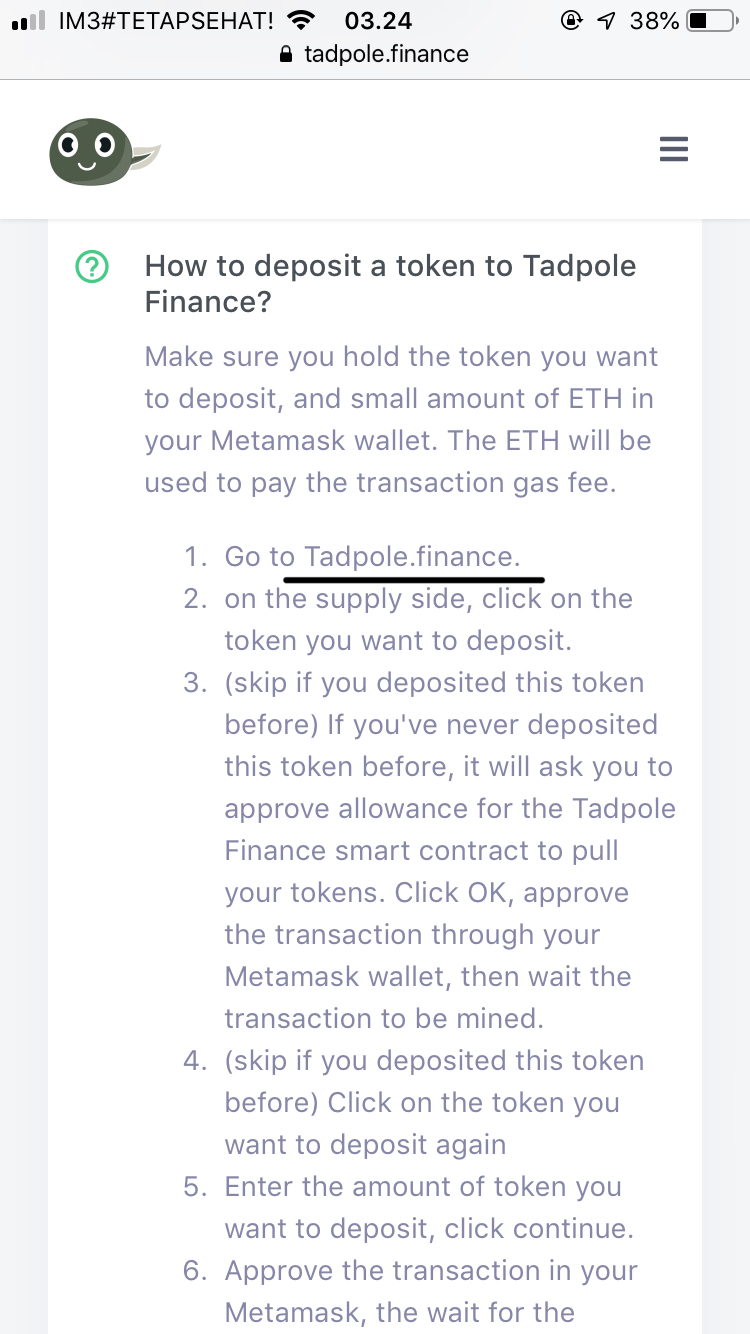 IM3#TETAPSEHAT! 03.24 38%
tadpole.finance
How to deposit a token to Tadpole
Finance?
Make sure you hold the token you want
to deposit, and small amount of ETH in
your Metamask wallet. The ETH will be
used to pay the transaction gas fee.
1. Go to Tadpole.finance.
2. on the supply side, click on the
token you want to deposit.
3. (skip if you deposited this token
before) If you've never deposited
this token before, it will ask you to
approve allowance for the Tadpole
Finance smart contract to pull
your tokens. Click OK, approve
the transaction through your
Metamask wallet, then wait the
transaction to be mined.
4. (skip if you deposited this token
before) Click on the token you
want to deposit again
5. Enter the amount of token you
want to deposit, click continue.
6. Approve the transaction in your
Metamask, the wait for the